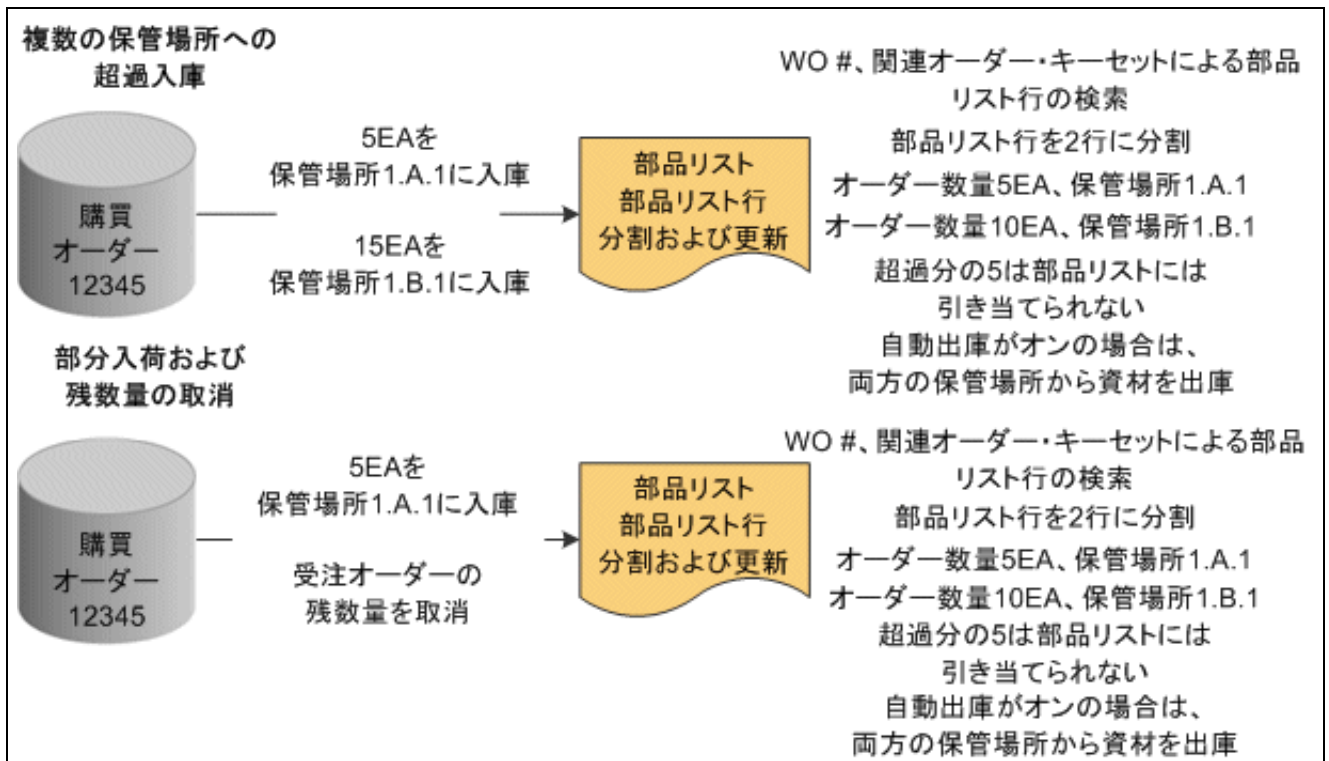 複数の保管場所への
超過入庫
購買
オーダー
12345
5EAを
保管場所1.A.1に入庫
15EAを
保管場所1.B.1に入庫
部品リスト
部品リスト行
分割および更新
WO #、関連オーダー・キーセットによる部品
リスト行の検索
部品リスト行を2行に分割
オーダー数量5EA、保管場所1.A.1
オーダー数量10EA、保管場所1.B.1
超過分の5は部品リストには
引き当てられない
自動出庫がオンの場合は、
両方の保管場所から資材を出庫
部分入荷および
残数量の取消
購買
オーダー
12345
5EAを
保管場所1.A.1に入庫
受注オーダーの
残数量を取消
部品リスト
部品リスト行
分割および更新
WO #、関連オーダー・キーセットによる部品
リスト行の検索
部品リスト行を2行に分割
オーダー数量5EA、保管場所1.A.1
オーダー数量10EA、保管場所1.B.1
超過分の5は部品リストには
引き当てられない
自動出庫がオンの場合は、
両方の保管場所から資材を出庫